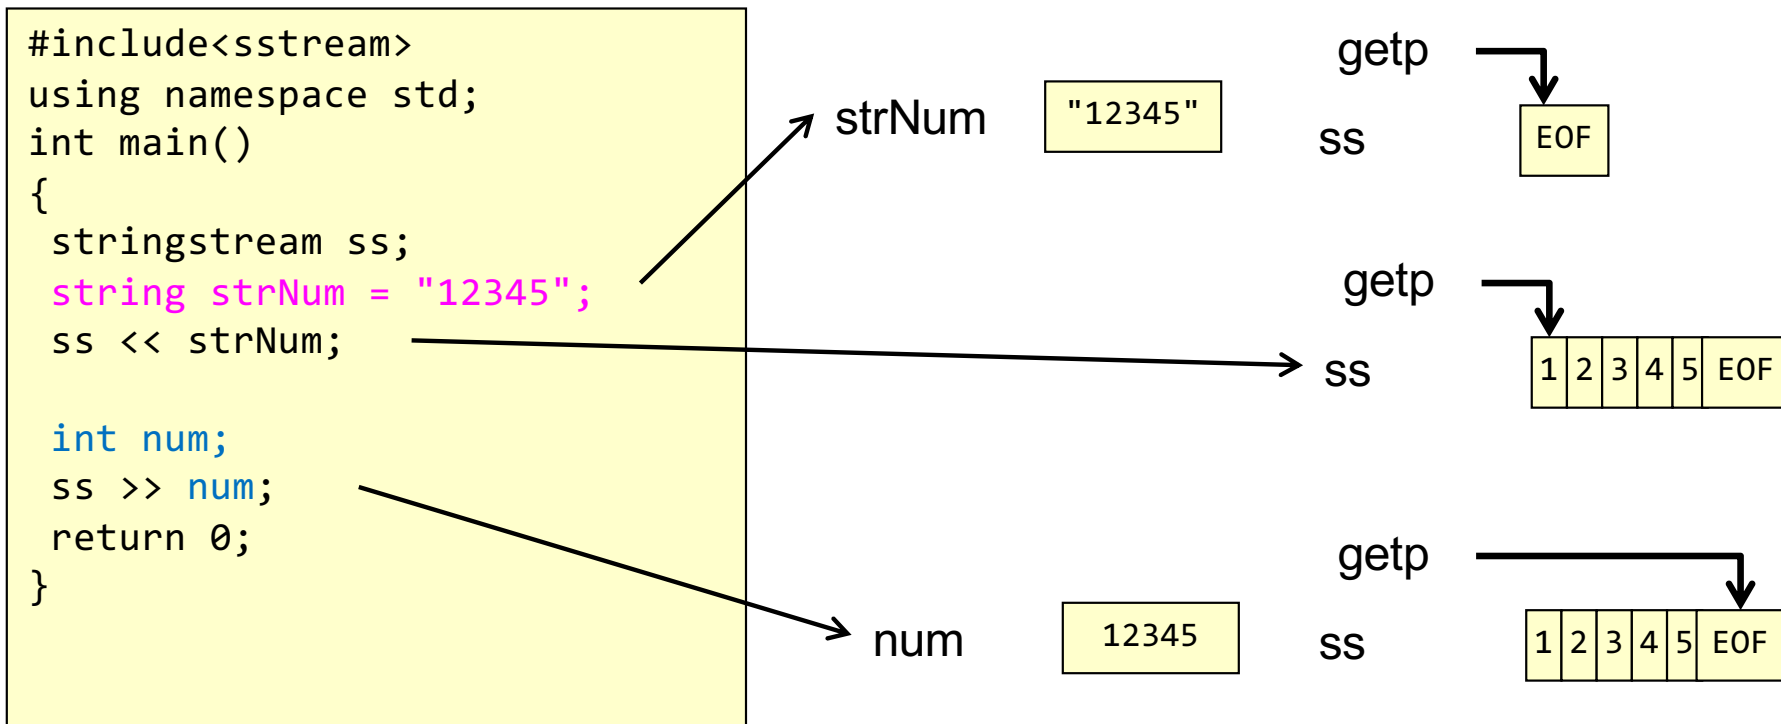 #include<sstream>
using namespace std;
int main()
{
stringstream ss;
string strNum = "12345";
ss << strNum;
int num;
ss >> num;
return 0;
}
getp
strNum "12345" ss EOF
getp
ss 1 2 3 4 5 EOF
getp
num 12345 ss 1 2 3 4 5 EOF